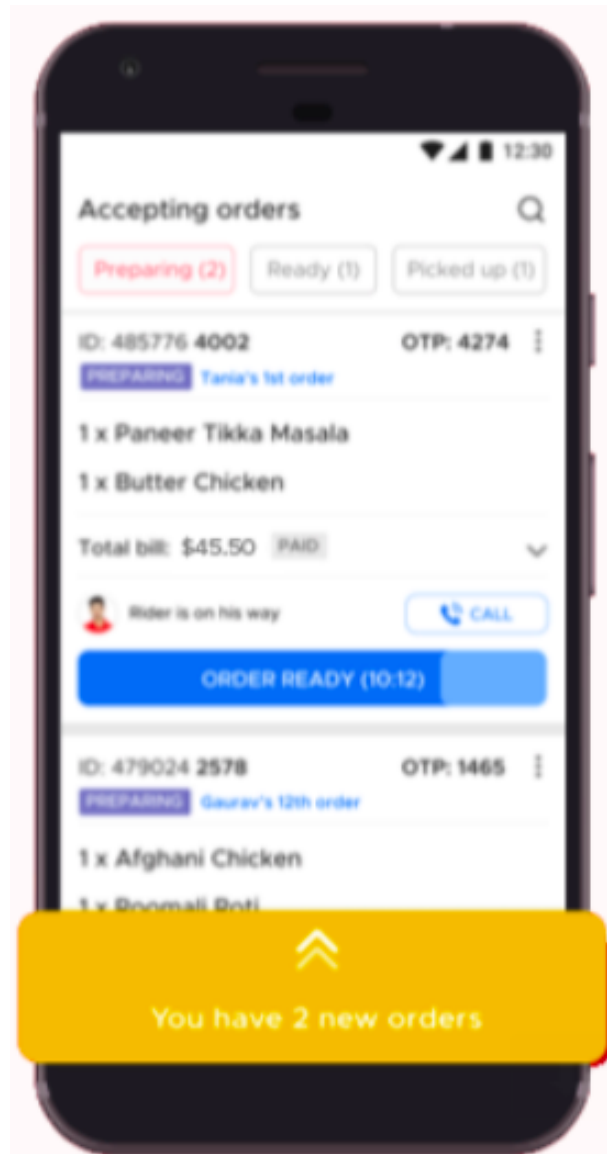 12:30
Accepting orders
Preparing (2) Ready (1) Picked up (1)
ID: 485776 4002 OTP: 4274
PREPARING Tania's 1st order
1 x Paneer Tikka Masala
1 x Butter Chicken
Total bill: $45.50 PAID
Rider is on his way CALL
ORDER READY (10:12)
ID: 479024 2578 OTP: 1465
PREPARING Gaurav's 12th order
1 x Afghani Chicken
1 x Roomali Roti
You have 2 new orders